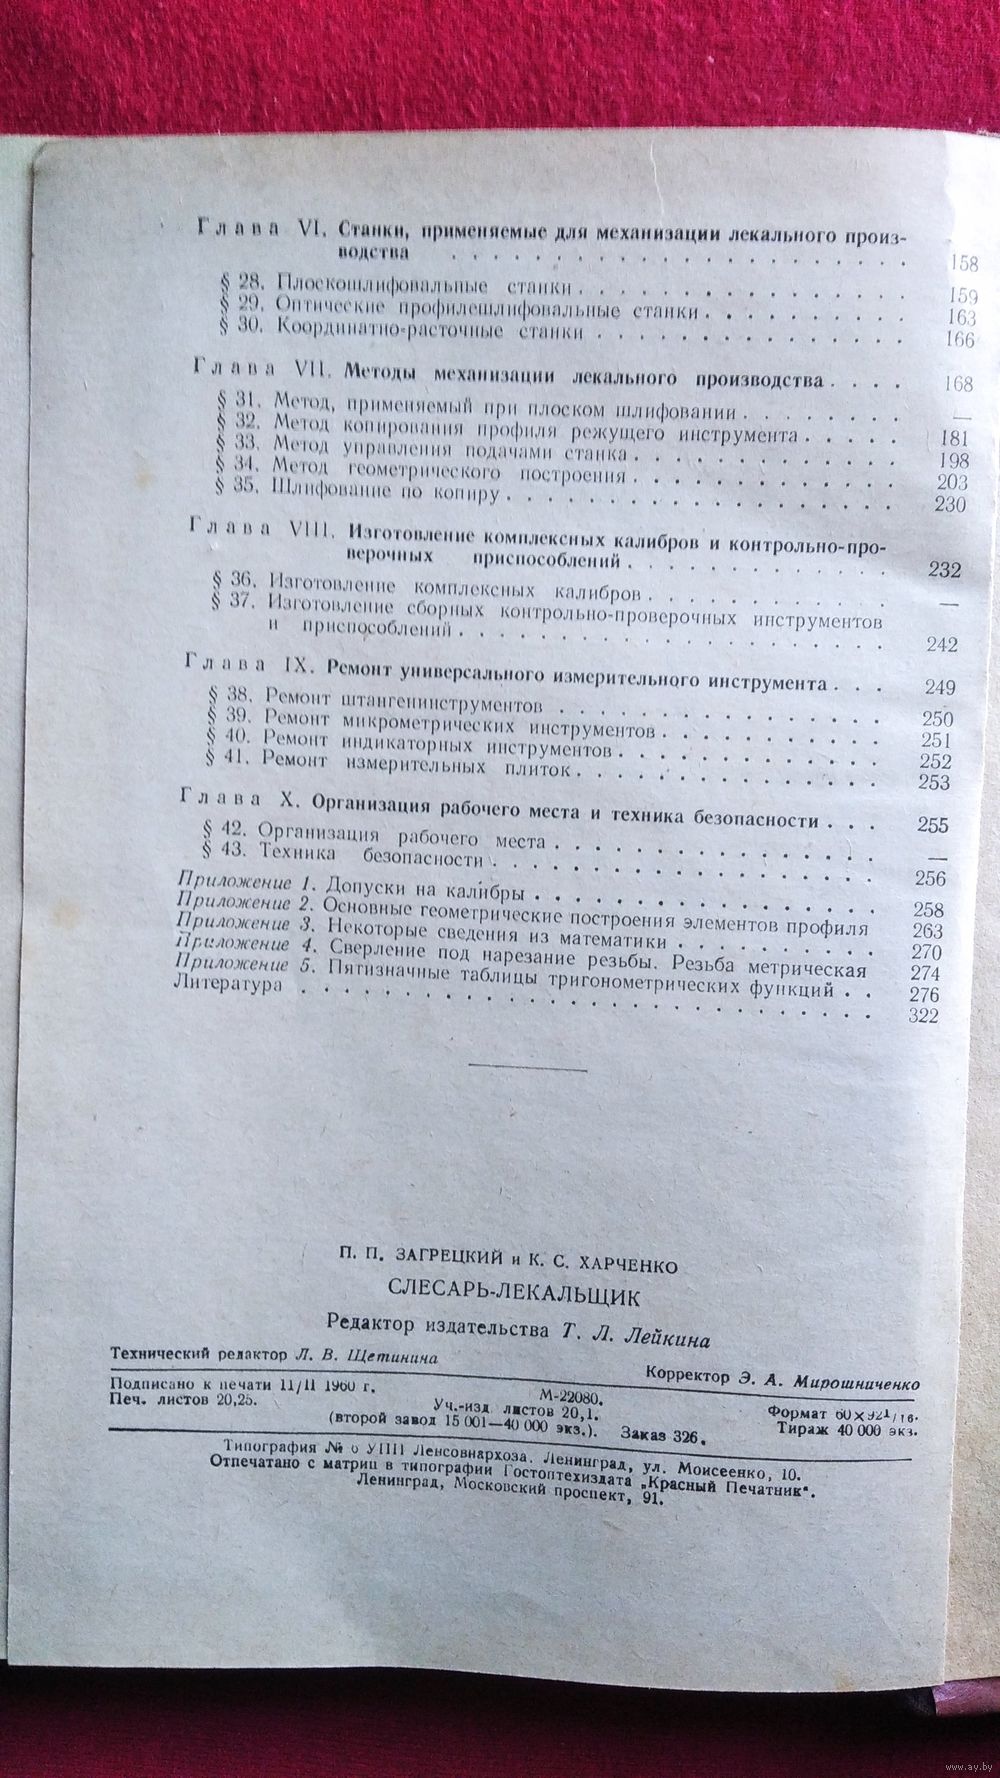 Глава VI. Станки, применяемые для механизации лекального произ-
водства . . . . . . . . . . . . . . . . . . 158
§ 28. Плоскошлифовальные станки . . . . . . . . . . . . . . 159
§ 29. Оптические профилешлифовальные станки . . . . . . . . . 163
§ 30. Координатно-расточные станки . . . . . . . . . . . . . 166
Глава VII. Методы механизации лекального производства . . . . 168
§ 31. Метод, применяемый при плоском шлифовании . . . . . . . —
§ 32. Метод копирования профиля режущего инструмента . . . . . 181
§ 33. Метод управления подачами станка . . . . . . . . . . . 198
§ 34. Метод геометрического построения . . . . . . . . . . . 203
§ 35. Шлифование по копиру . . . . . . . . . . . . . . . . 230
Глава VIII. Изготовление комплексных калибров и контрольно-про-
верочных приспособлений . . . . . . . . . . . 232
§ 36. Изготовление комплексных калибров . . . . . . . . . . . —
§ 37. Изготовление сборных контрольно-проверочных инструментов
и приспособлений . . . . . . . . . . . . . . . . . 242
Глава IX. Ремонт универсального измерительного инструмента . . . 249
§ 38. Ремонт штангенинструментов . . . . . . . . . . . . . . 250
§ 39. Ремонт микрометрических инструментов . . . . . . . . . . 251
§ 40. Ремонт индикаторных инструментов . . . . . . . . . . . 252
§ 41. Ремонт измерительных плиток . . . . . . . . . . . . . . 253
Глава X. Организация рабочего места и техника безопасности . . . 255
§ 42. Организация рабочего места . . . . . . . . . . . . . . —
§ 43. Техника безопасности . . . . . . . . . . . . . . . . . 256
Приложение 1. Допуски на калибры . . . . . . . . . . . . . . 258
Приложение 2. Основные геометрические построения элементов профиля 263
Приложение 3. Некоторые сведения из математики . . . . . . . . 270
Приложение 4. Сверление под нарезание резьбы. Резьба метрическая 274
Приложение 5. Пятизначные таблицы тригонометрических функций . . 276
Литература . . . . . . . . . . . . . . . . . . . . . . 322
П. П. ЗАГРЕЦКИЙ и К. С. ХАРЧЕНКО
СЛЕСАРЬ-ЛЕКАЛЬЩИК
Редактор издательства Т. Л. Лейкина
Технический редактор Л. В. Щетинина Корректор Э. А. Мирошниченко
Подписано к печати 11/II 1960 г. М-22080. Формат 60×92 1/16.
Печ. листов 20,25. Уч.-изд. листов 20,1. Тираж 40 000 экз.
(второй завод 15 001—40 000 экз.). Заказ 326.
Типография № 6 УПП Ленсовнархоза. Ленинград, ул. Моисеенко, 10.
Отпечатано с матриц в типографии Гостоптехиздата „Красный Печатник“.
Ленинград, Московский проспект, 91.
www.ay.by